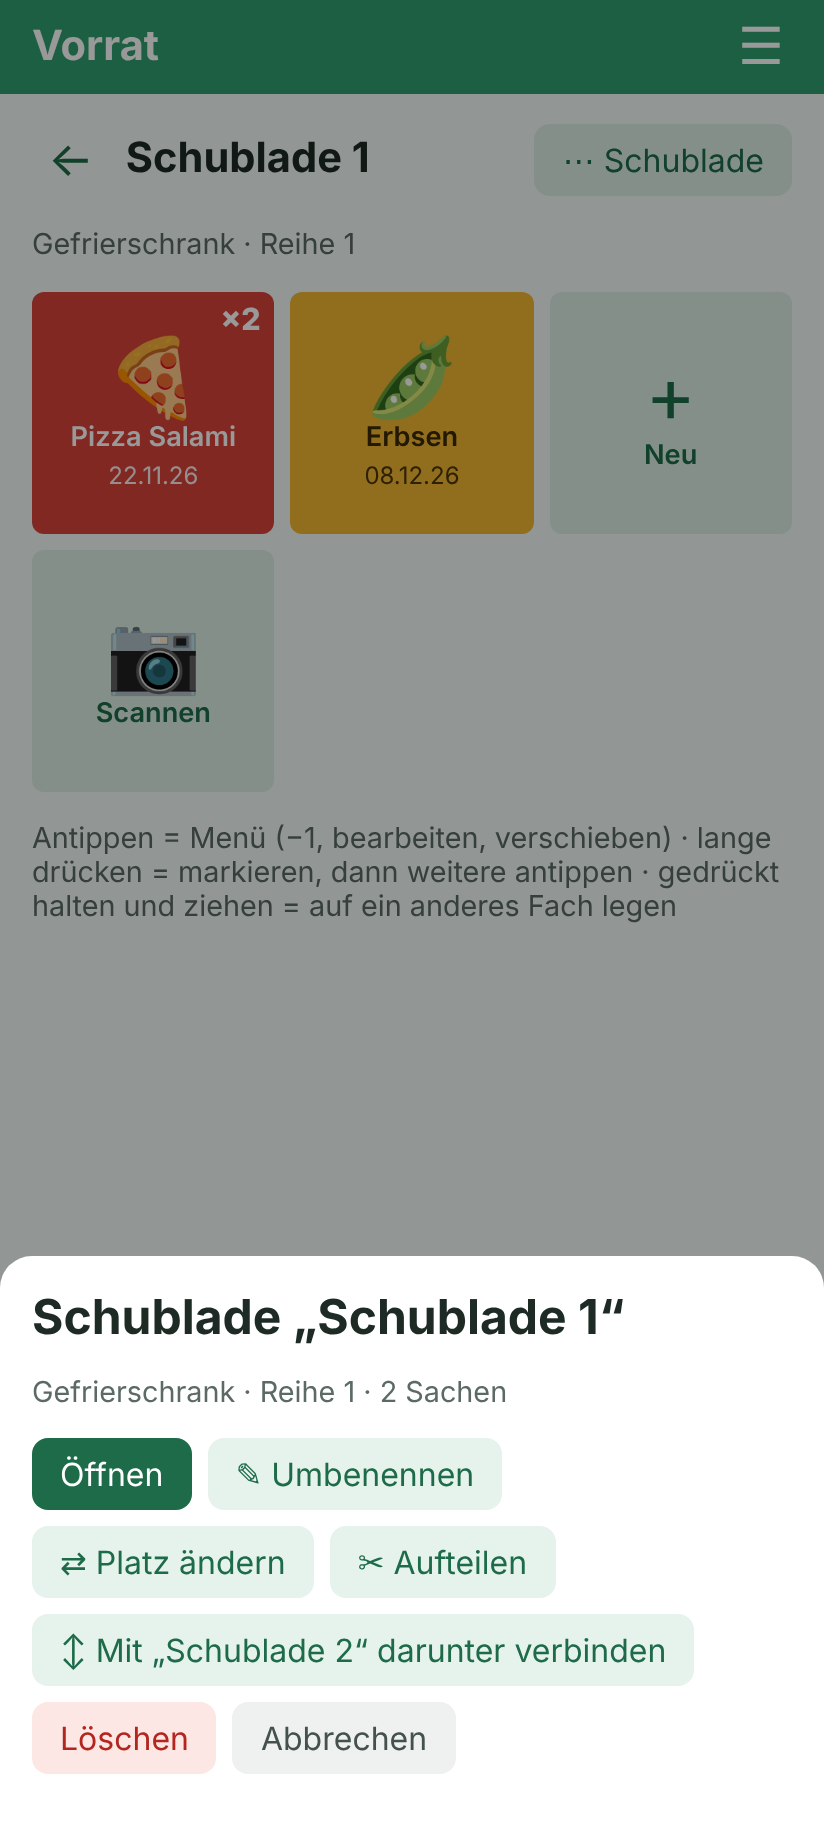 Vorrat
☰
← Schublade 1
⋯ Schublade
Gefrierschrank · Reihe 1
×2
Pizza Salami
22.11.26
Erbsen
08.12.26
+
Neu
Scannen
Antippen = Menü (−1, bearbeiten, verschieben) · lange
drücken = markieren, dann weitere antippen · gedrückt
halten und ziehen = auf ein anderes Fach legen
Schublade „Schublade 1“
Gefrierschrank · Reihe 1 · 2 Sachen
Öffnen
✎ Umbenennen
⇄ Platz ändern
✂ Aufteilen
↕ Mit „Schublade 2“ darunter verbinden
Löschen
Abbrechen